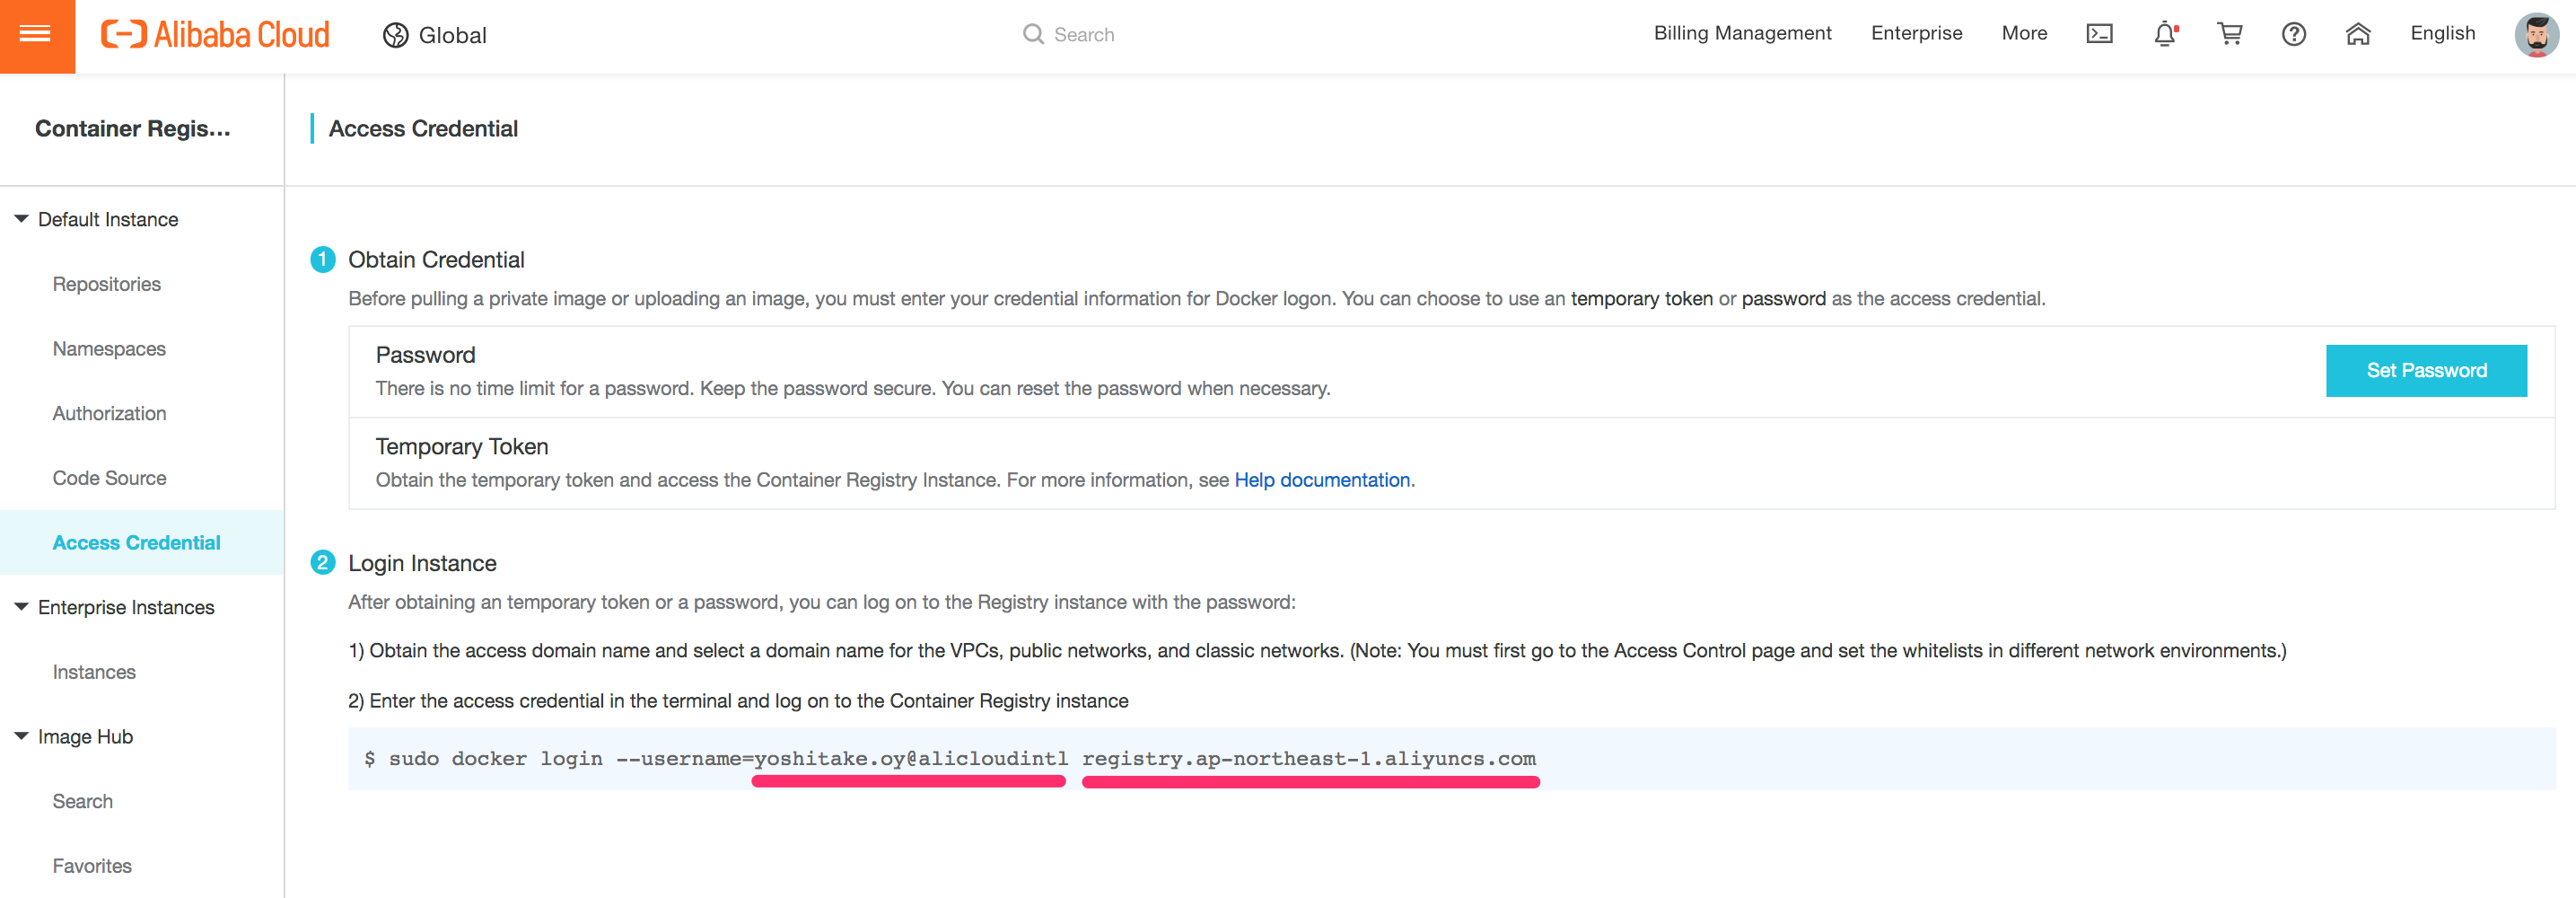 Alibaba Cloud
Global
Search
Billing Management
Enterprise
More
English
Container Regis...
Access Credential
Default Instance
Repositories
Namespaces
Authorization
Code Source
Access Credential
Enterprise Instances
Instances
Image Hub
Search
Favorites
1 Obtain Credential
Before pulling a private image or uploading an image, you must enter your credential information for Docker logon. You can choose to use an temporary token or password as the access credential.
Password
There is no time limit for a password. Keep the password secure. You can reset the password when necessary.
Set Password
Temporary Token
Obtain the temporary token and access the Container Registry Instance. For more information, see Help documentation.
2 Login Instance
After obtaining an temporary token or a password, you can log on to the Registry instance with the password:
1) Obtain the access domain name and select a domain name for the VPCs, public networks, and classic networks. (Note: You must first go to the Access Control page and set the whitelists in different network environments.)
2) Enter the access credential in the terminal and log on to the Container Registry instance
$ sudo docker login --username=yoshitake.oy@alicloudintl registry.ap-northeast-1.aliyuncs.com